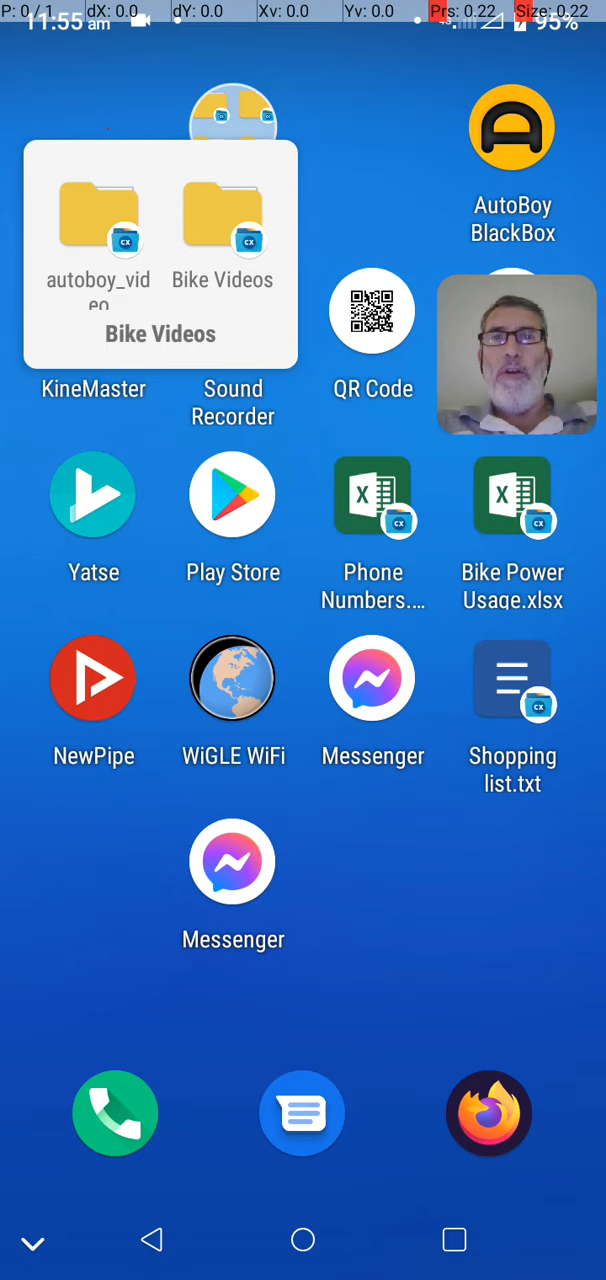 P: 0 / 1 dX: 0.0 dY: 0.0 Xv: 0.0 Yv: 0.0 Prs: 0.22 Size: 0.22
11:55 am 95%
AutoBoy
BlackBox
autoboy_vid
eo
Bike Videos
Bike Videos
KineMaster
Sound
Recorder
QR Code
Yatse
Play Store
Phone
Numbers....
Bike Power
Usage.xlsx
NewPipe
WiGLE WiFi
Messenger
Shopping
list.txt
Messenger